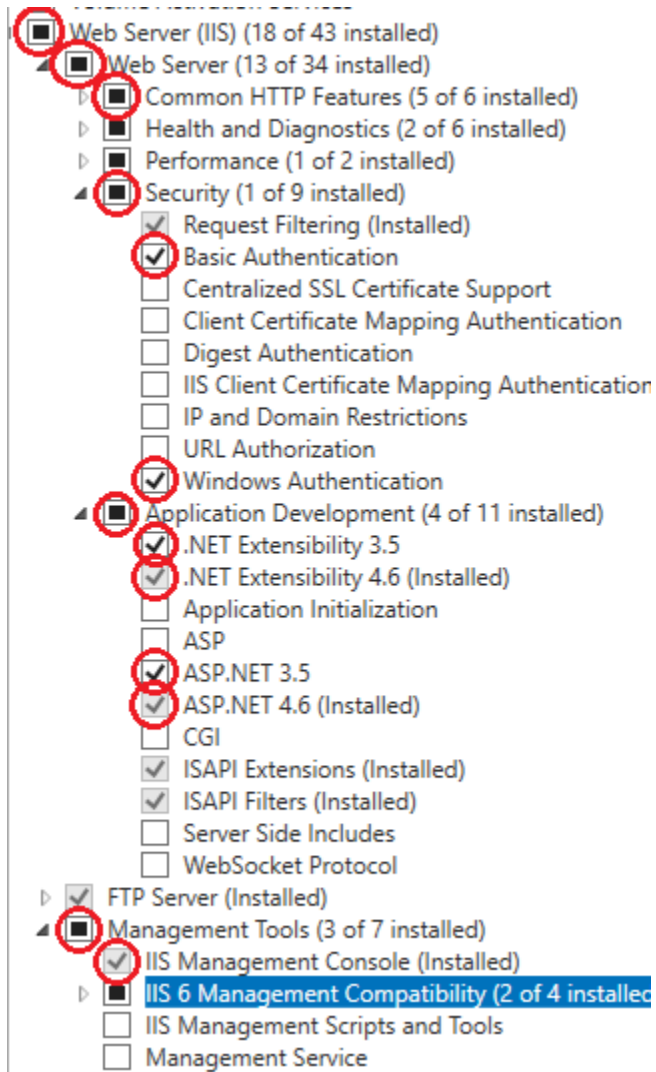 Web Server (IIS) (18 of 43 installed)
Web Server (13 of 34 installed)
Common HTTP Features (5 of 6 installed)
Health and Diagnostics (2 of 6 installed)
Performance (1 of 2 installed)
Security (1 of 9 installed)
Request Filtering (Installed)
Basic Authentication
Centralized SSL Certificate Support
Client Certificate Mapping Authentication
Digest Authentication
IIS Client Certificate Mapping Authentication
IP and Domain Restrictions
URL Authorization
Windows Authentication
Application Development (4 of 11 installed)
.NET Extensibility 3.5
.NET Extensibility 4.6 (Installed)
Application Initialization
ASP
ASP.NET 3.5
ASP.NET 4.6 (Installed)
CGI
ISAPI Extensions (Installed)
ISAPI Filters (Installed)
Server Side Includes
WebSocket Protocol
FTP Server (Installed)
Management Tools (3 of 7 installed)
IIS Management Console (Installed)
IIS 6 Management Compatibility (2 of 4 installed
IIS Management Scripts and Tools
Management Service